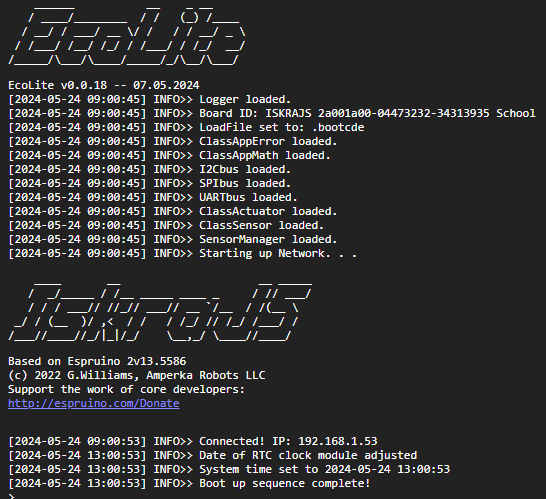 EcoLite
EcoLite v0.0.18 -- 07.05.2024
[2024-05-24 09:00:45] INFO>> Logger loaded.
[2024-05-24 09:00:45] INFO>> Board ID: ISKRAJS 2a001a00-04473232-34313935 School
[2024-05-24 09:00:45] INFO>> LoadFile set to: .bootcde
[2024-05-24 09:00:45] INFO>> ClassAppError loaded.
[2024-05-24 09:00:45] INFO>> ClassAppMath loaded.
[2024-05-24 09:00:45] INFO>> I2Cbus loaded.
[2024-05-24 09:00:45] INFO>> SPIbus loaded.
[2024-05-24 09:00:45] INFO>> UARTbus loaded.
[2024-05-24 09:00:45] INFO>> ClassActuator loaded.
[2024-05-24 09:00:45] INFO>> ClassSensor loaded.
[2024-05-24 09:00:45] INFO>> SensorManager loaded.
[2024-05-24 09:00:45] INFO>> Starting up Network. . .
IskraJS
Based on Espruino 2v13.5586
(c) 2022 G.Williams, Amperka Robots LLC
Support the work of core developers:
http://espruino.com/Donate
[2024-05-24 09:00:53] INFO>> Connected! IP: 192.168.1.53
[2024-05-24 13:00:53] INFO>> Date of RTC clock module adjusted
[2024-05-24 13:00:53] INFO>> System time set to 2024-05-24 13:00:53
[2024-05-24 13:00:53] INFO>> Boot up sequence complete!
>